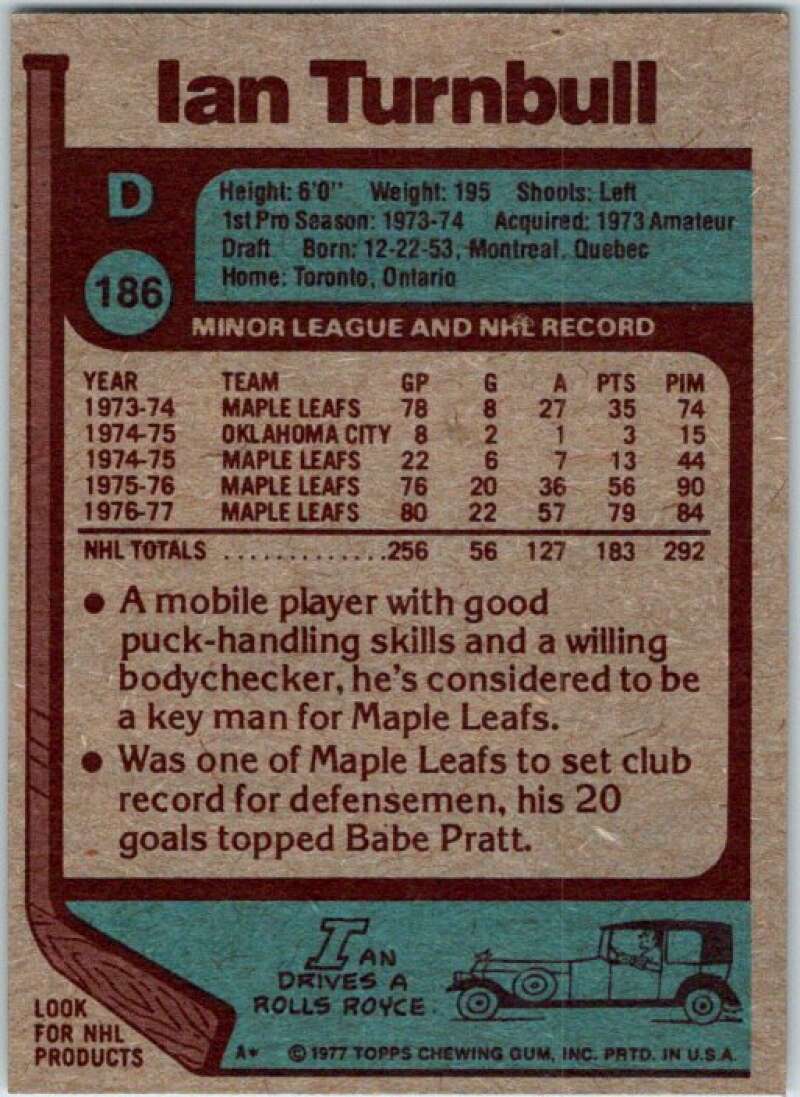 Ian Turnbull
D
186
Height: 6'0" Weight: 195 Shoots: Left
1st Pro Season: 1973-74 Acquired: 1973 Amateur
Draft Born: 12-22-53, Montreal, Quebec
Home: Toronto, Ontario
MINOR LEAGUE AND NHL RECORD
YEAR TEAM GP G A PTS PIM
1973-74 MAPLE LEAFS 78 8 27 35 74
1974-75 OKLAHOMA CITY 8 2 1 3 15
1974-75 MAPLE LEAFS 22 6 7 13 44
1975-76 MAPLE LEAFS 76 20 36 56 90
1976-77 MAPLE LEAFS 80 22 57 79 84
NHL TOTALS .............256 56 127 183 292
• A mobile player with good
puck-handling skills and a willing
bodychecker, he's considered to be
a key man for Maple Leafs.
• Was one of Maple Leafs to set club
record for defensemen, his 20
goals topped Babe Pratt.
IAN
DRIVES A
ROLLS ROYCE.
LOOK
FOR NHL
PRODUCTS
A* ©1977 TOPPS CHEWING GUM, INC. PRTD. IN U.S.A.